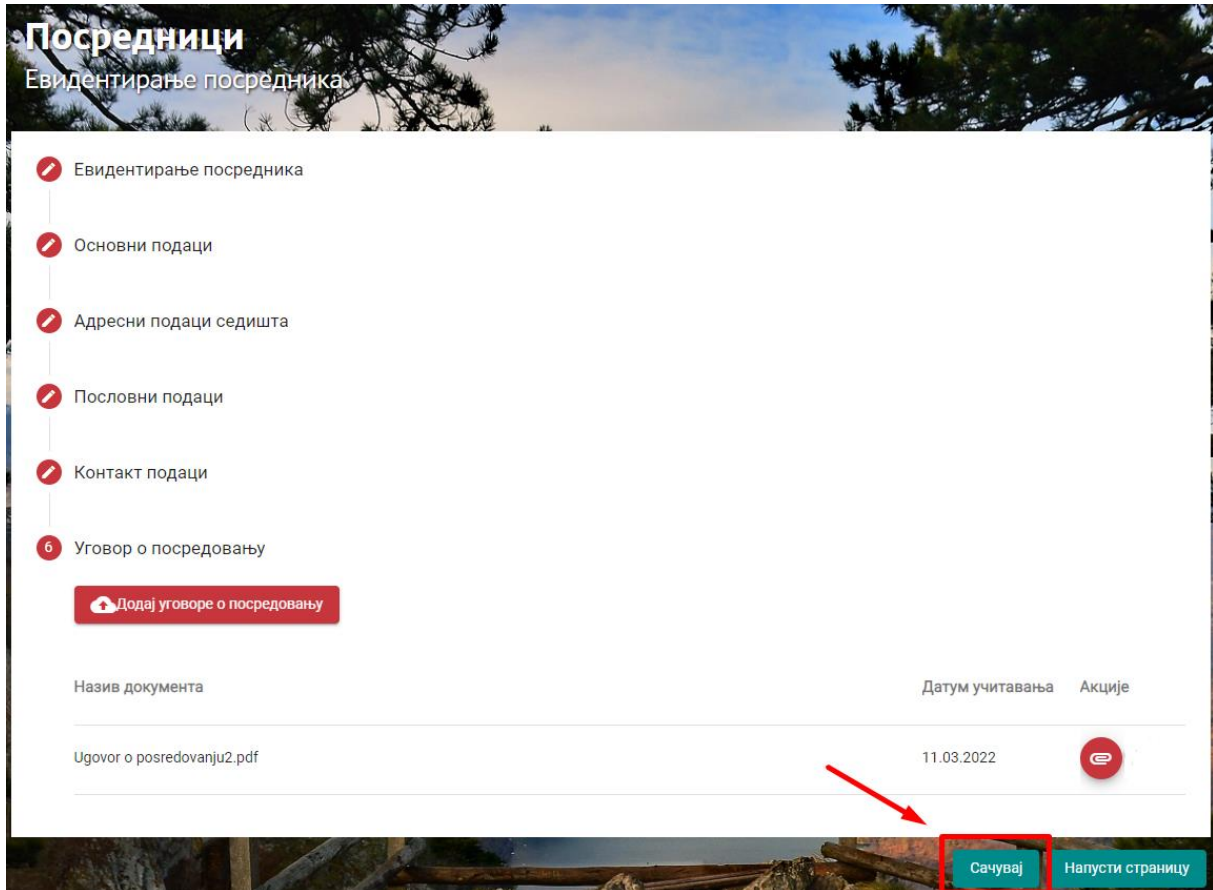 Посредници
Евидентирање посредника
Евидентирање посредника
Основни подаци
Адресни подаци седишта
Пословни подаци
Контакт подаци
6 Уговор о посредовању
Додај уговоре о посредовању
Назив документа Датум учитавања Акције
Ugovor o posredovanju2.pdf 11.03.2022
Сачувај Напусти страницу